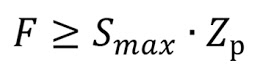 F ≥ S_max · Z_p